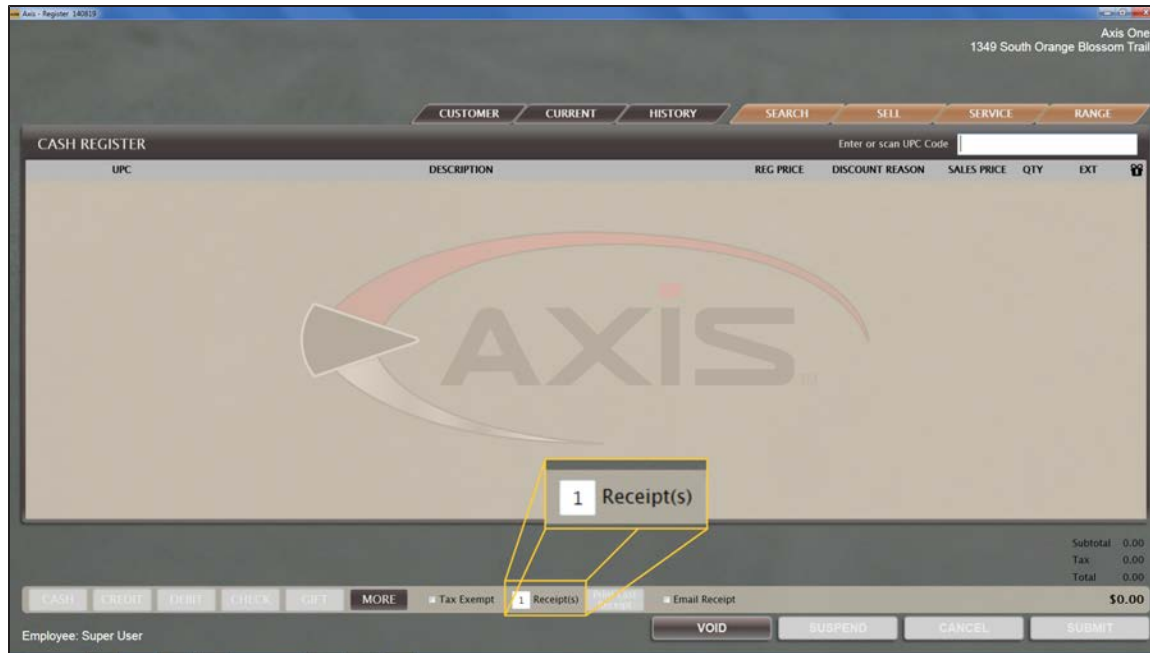 Axis - Register 140819
Axis One
1349 South Orange Blossom Trail
CUSTOMER CURRENT HISTORY SEARCH SELL SERVICE RANGE
CASH REGISTER Enter or scan UPC Code
UPC DESCRIPTION REG PRICE DISCOUNT REASON SALES PRICE QTY EXT
AXIS
1 Receipt(s)
Subtotal 0.00
Tax 0.00
Total 0.00
CASH CREDIT DEBIT CHECK GIFT MORE Tax Exempt 1 Receipt(s) Print Last Receipt Email Receipt $0.00
Employee: Super User VOID SUSPEND CANCEL SUBMIT